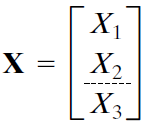 X₁
X = X₂
X₃